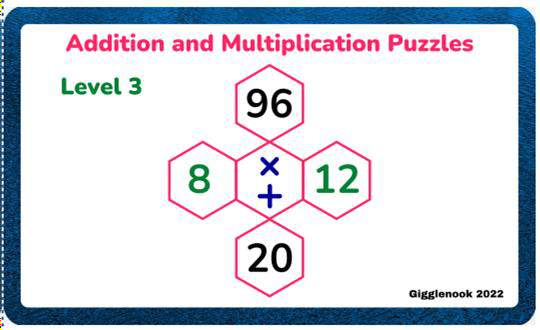 Addition and Multiplication Puzzles
Level 3
96
8 × 12
+
20
Gigglenook 2022